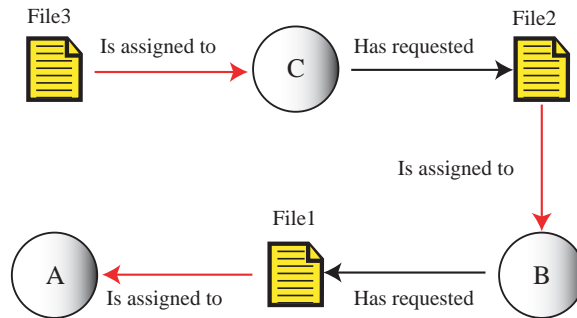 File3
Is assigned to
C
Has requested
File2
Is assigned to
File1
A
Is assigned to
Has requested
B